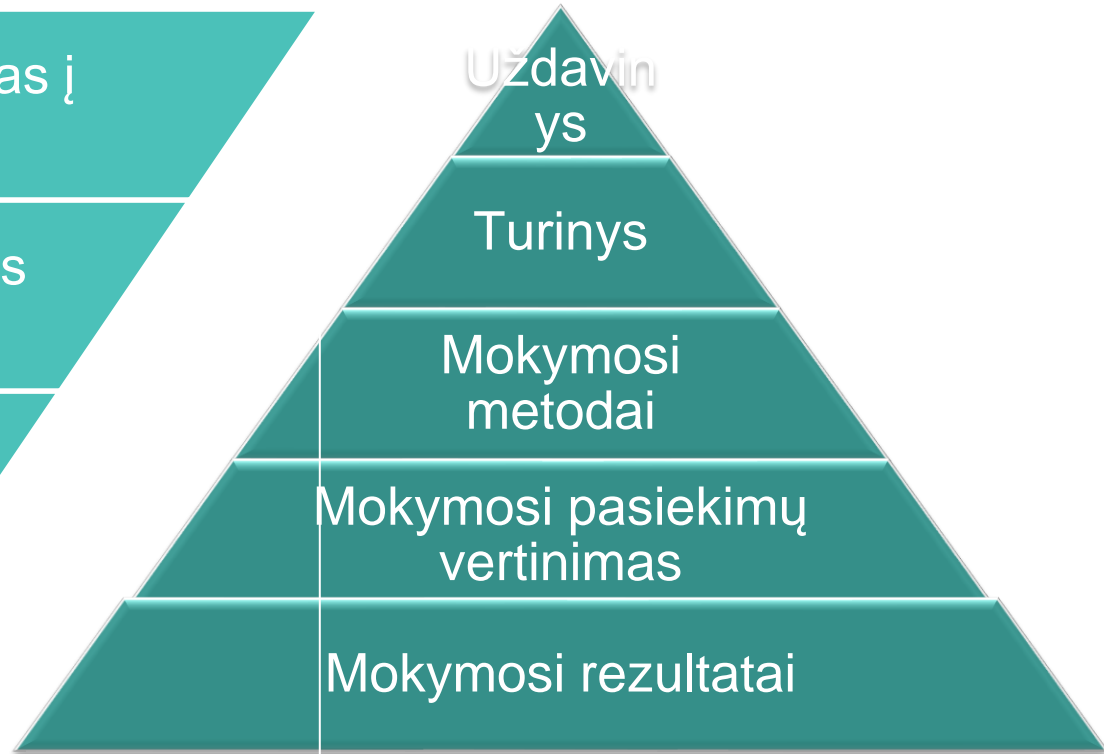 as į
s
Uždavin
ys
Turinys
Mokymosi
metodai
Mokymosi pasiekimų
vertinimas
Mokymosi rezultatai